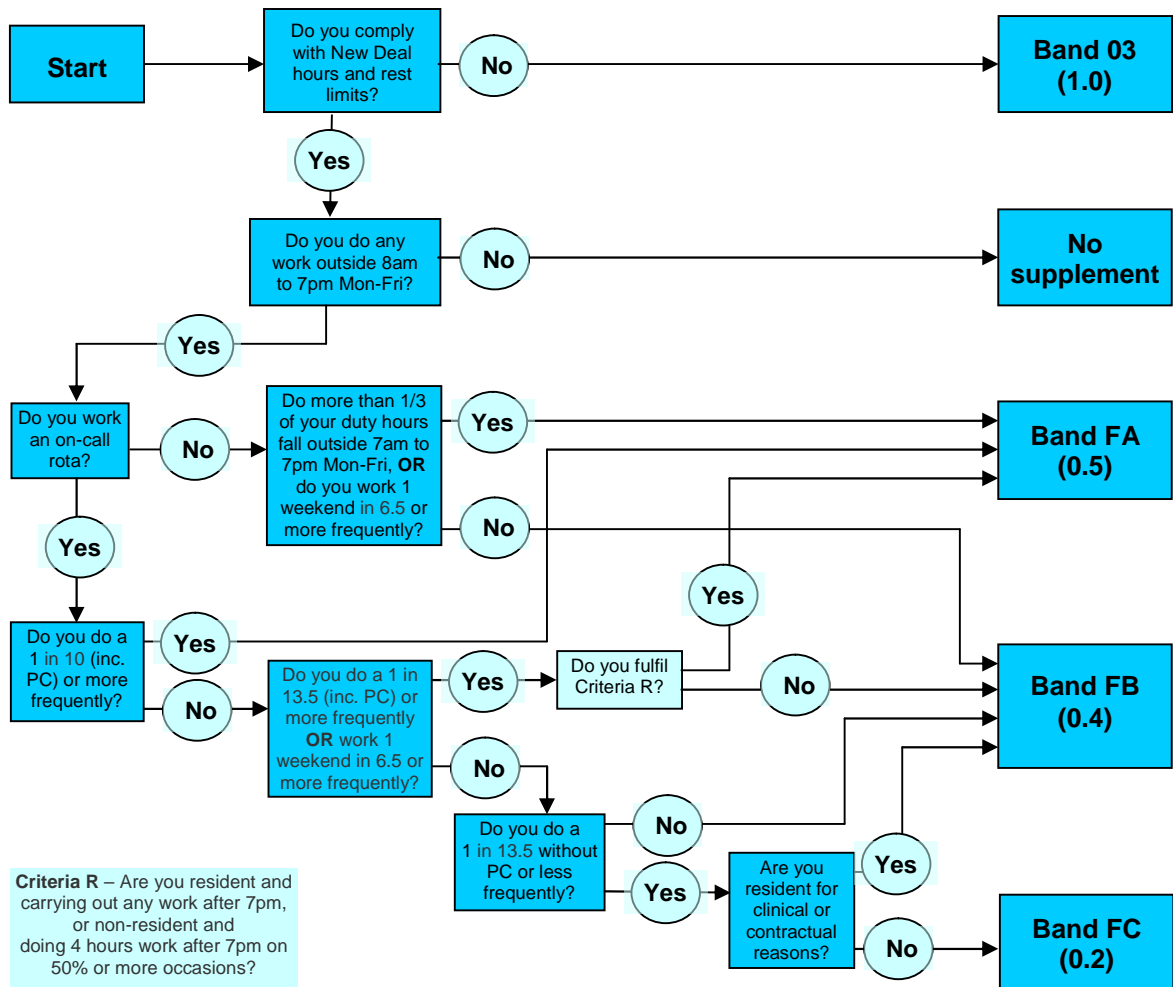 Start
Do you comply
with New Deal
hours and rest
limits?
No
Band 03
(1.0)
Yes
Do you do any
work outside 8am
to 7pm Mon-Fri?
No
No
supplement
Yes
Do you work
an on-call
rota?
No
Do more than 1/3
of your duty hours
fall outside 7am to
7pm Mon-Fri, OR
do you work 1
weekend in 6.5 or
more frequently?
Yes
Band FA
(0.5)
No
Yes
Yes
Do you do a
1 in 10 (inc.
PC) or more
frequently?
Yes
No
Do you do a 1 in
13.5 (inc. PC) or
more frequently
OR work 1
weekend in 6.5 or
more frequently?
Yes
Do you fulfil
Criteria R?
No
Band FB
(0.4)
No
Do you do a
1 in 13.5 without
PC or less
frequently?
No
Yes
Are you
resident for
clinical or
contractual
reasons?
Yes
No
Band FC
(0.2)
Criteria R – Are you resident and
carrying out any work after 7pm,
or non-resident and
doing 4 hours work after 7pm on
50% or more occasions?